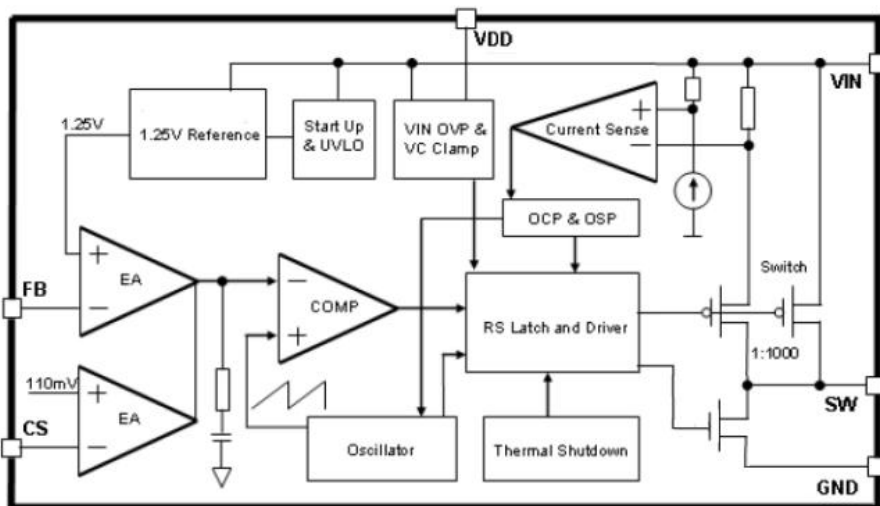 VDD
VIN
1.25V
1.25V Reference
Start Up
& UVLO
VIN OVP &
VC Clamp
+
Current Sense
−
OCP & OSP
+
EA
−
FB
−
COMP
+
RS Latch and Driver
Switch
1:1000
110mV
+
EA
−
CS
Oscillator
Thermal Shutdown
SW
GND